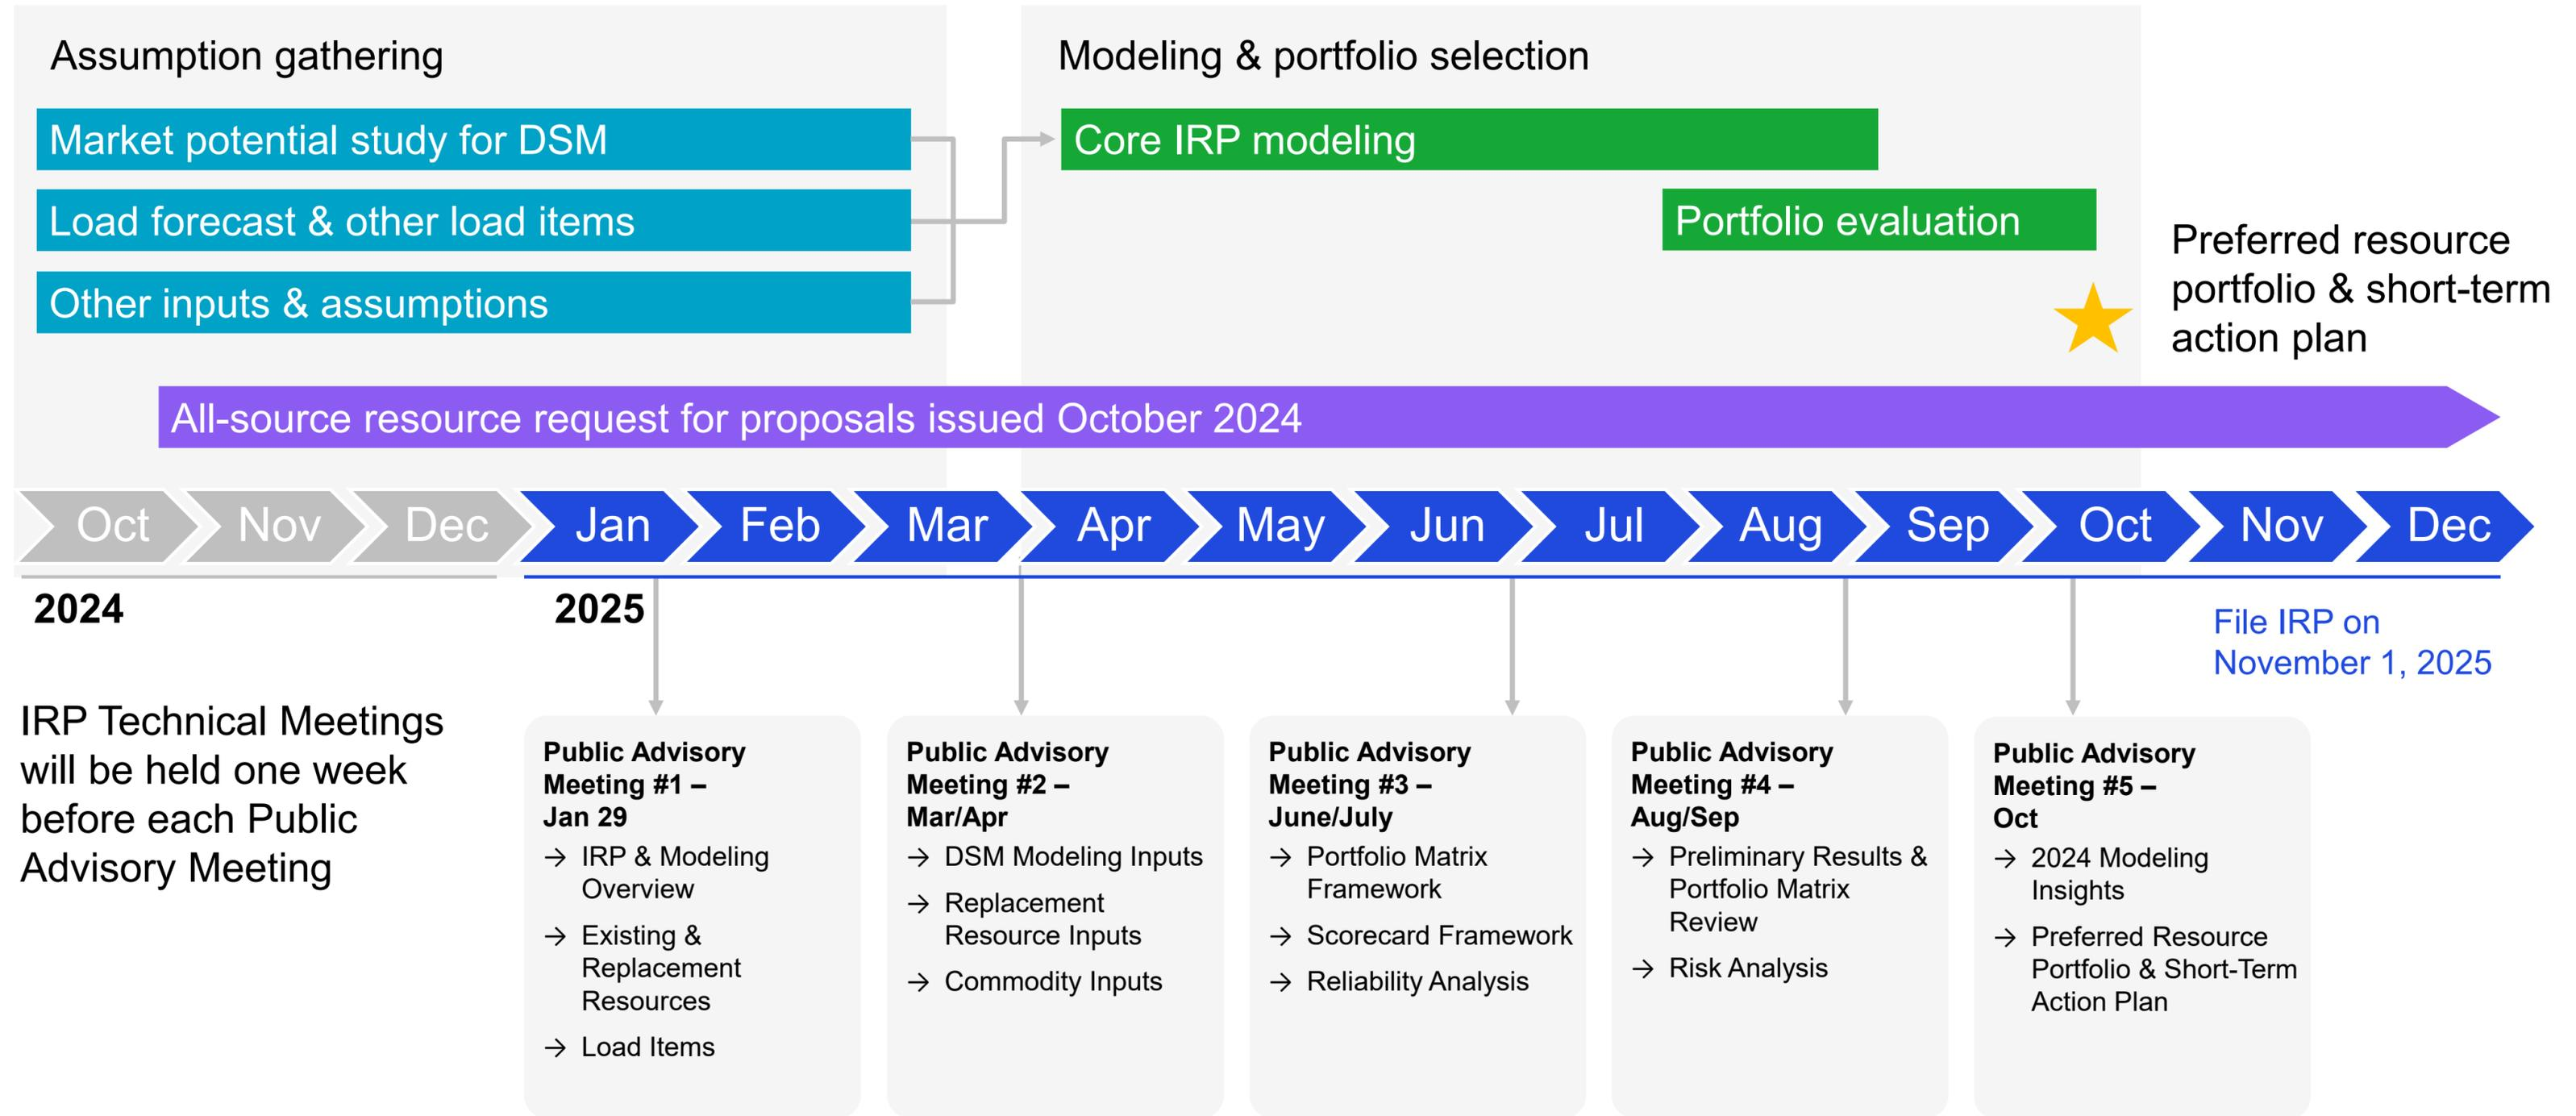 Assumption gathering
Market potential study for DSM
Load forecast & other load items
Other inputs & assumptions
Modeling & portfolio selection
Core IRP modeling
Portfolio evaluation
Preferred resource
portfolio & short-term
action plan
All-source resource request for proposals issued October 2024
Oct Nov Dec Jan Feb Mar Apr May Jun Jul Aug Sep Oct Nov Dec
2024
2025
File IRP on
November 1, 2025
IRP Technical Meetings
will be held one week
before each Public
Advisory Meeting
Public Advisory
Meeting #1 –
Jan 29
→ IRP & Modeling
Overview
→ Existing &
Replacement
Resources
→ Load Items
Public Advisory
Meeting #2 –
Mar/Apr
→ DSM Modeling Inputs
→ Replacement
Resource Inputs
→ Commodity Inputs
Public Advisory
Meeting #3 –
June/July
→ Portfolio Matrix
Framework
→ Scorecard Framework
→ Reliability Analysis
Public Advisory
Meeting #4 –
Aug/Sep
→ Preliminary Results &
Portfolio Matrix
Review
→ Risk Analysis
Public Advisory
Meeting #5 –
Oct
→ 2024 Modeling
Insights
→ Preferred Resource
Portfolio & Short-Term
Action Plan